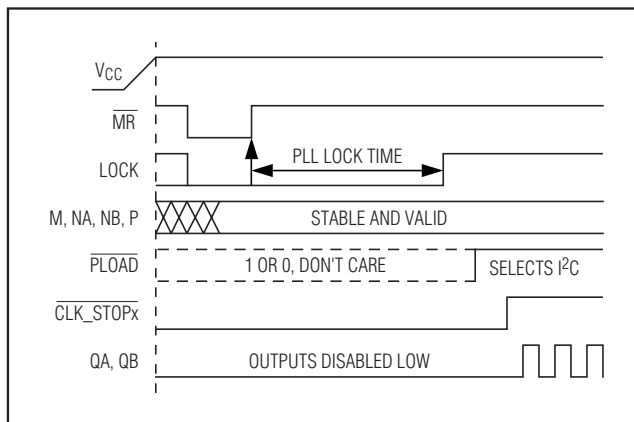 VCC
MR
LOCK
PLL LOCK TIME
M, NA, NB, P
STABLE AND VALID
PLOAD
1 OR 0, DON'T CARE
SELECTS I²C
CLK_STOPx
QA, QB
OUTPUTS DISABLED LOW